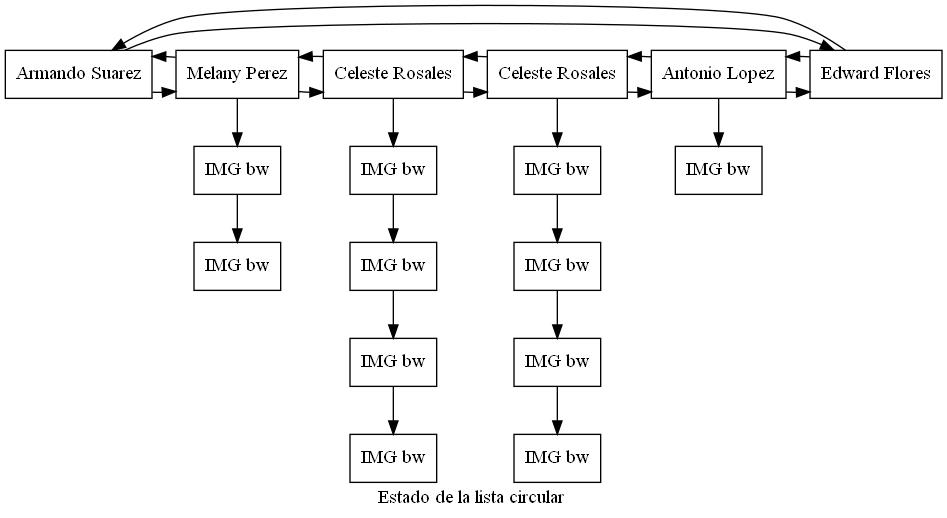 Armando Suarez
Melany Perez
Celeste Rosales
Celeste Rosales
Antonio Lopez
Edward Flores
IMG bw
IMG bw
IMG bw
IMG bw
IMG bw
IMG bw
IMG bw
IMG bw
IMG bw
IMG bw
IMG bw
Estado de la lista circular